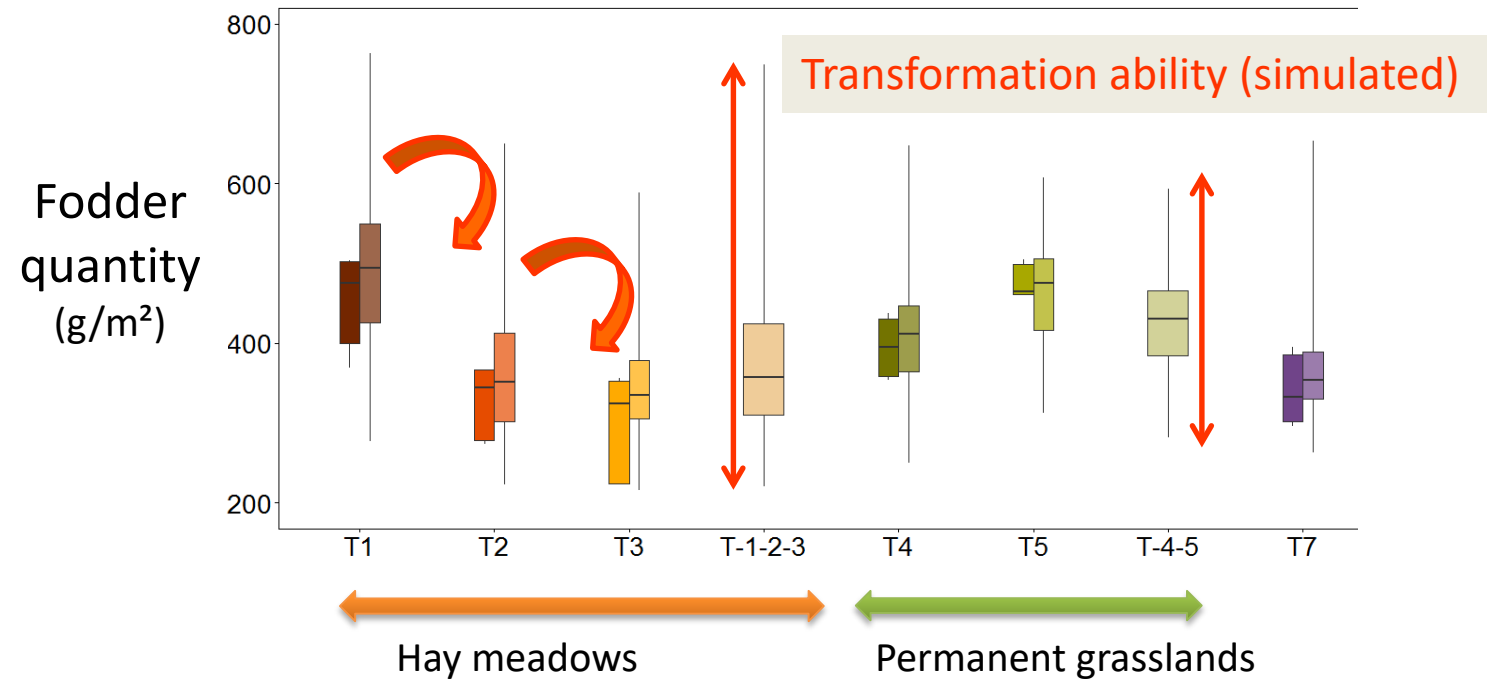 800
Transformation ability (simulated)
600
Fodder
quantity
(g/m²)
400
200
T1 T2 T3 T-1-2-3 T4 T5 T-4-5 T7
Hay meadows Permanent grasslands